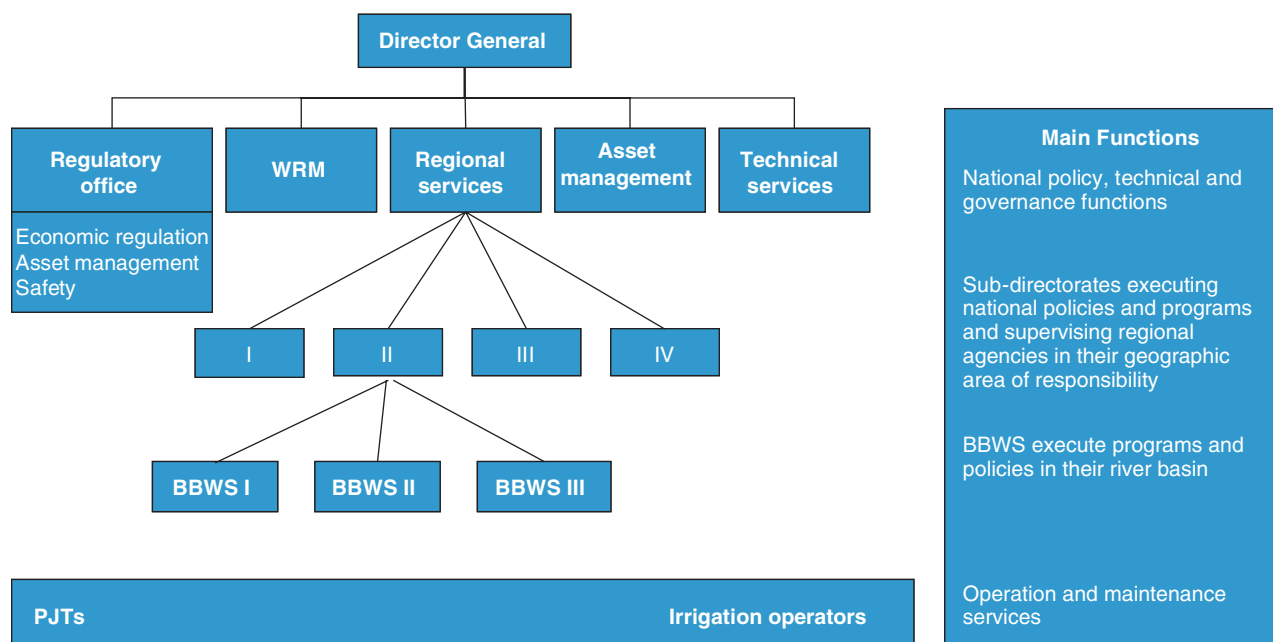 Director General
Regulatory
office
WRM
Regional
services
Asset
management
Technical
services
Economic regulation
Asset management
Safety
I
II
III
IV
BBWS I
BBWS II
BBWS III
PJTs
Irrigation operators
Main Functions
National policy, technical and
governance functions
Sub-directorates executing
national policies and programs
and supervising regional
agencies in their geographic
area of responsibility
BBWS execute programs and
policies in their river basin
Operation and maintenance
services